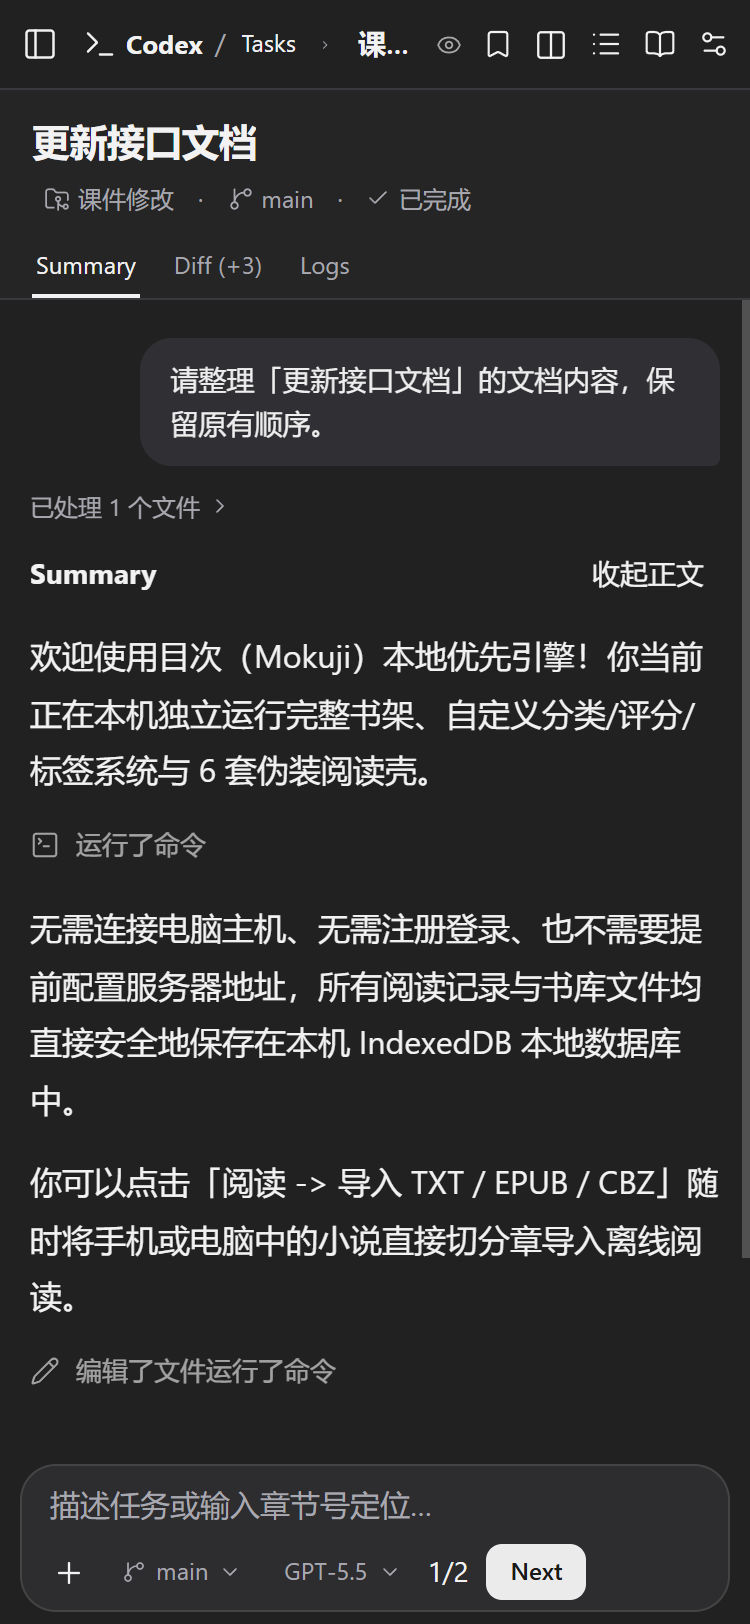 Codex / Tasks › 课...
更新接口文档
课件修改 · main · 已完成
Summary Diff (+3) Logs
请整理「更新接口文档」的文档内容，保
留原有顺序。
已处理 1 个文件 >
Summary 收起正文
欢迎使用目次（Mokuji）本地优先引擎！你当前
正在本机独立运行完整书架、自定义分类/评分/
标签系统与 6 套伪装阅读壳。
运行了命令
无需连接电脑主机、无需注册登录、也不需要提
前配置服务器地址，所有阅读记录与书库文件均
直接安全地保存在本机 IndexedDB 本地数据库
中。
你可以点击「阅读 -> 导入 TXT / EPUB / CBZ」随
时将手机或电脑中的小说直接切分章导入离线阅
读。
编辑了文件运行了命令
描述任务或输入章节号定位...
main GPT-5.5 1/2 Next